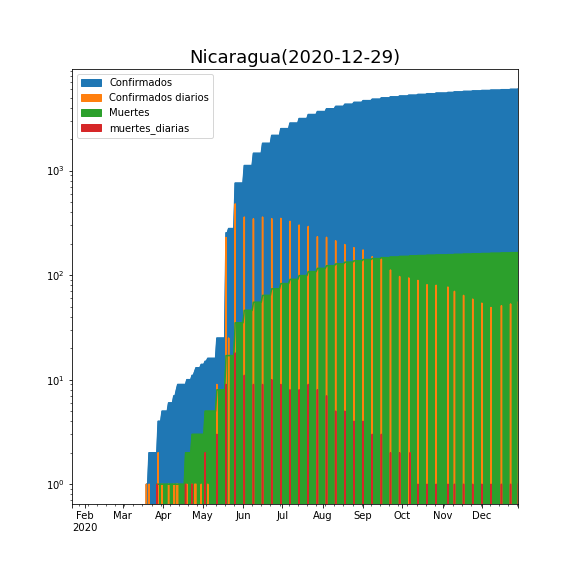 Nicaragua(2020-12-29)
Confirmados
Confirmados diarios
Muertes
muertes_diarias
10³
10²
10¹
10⁰
Feb Mar Apr May Jun Jul Aug Sep Oct Nov Dec
2020